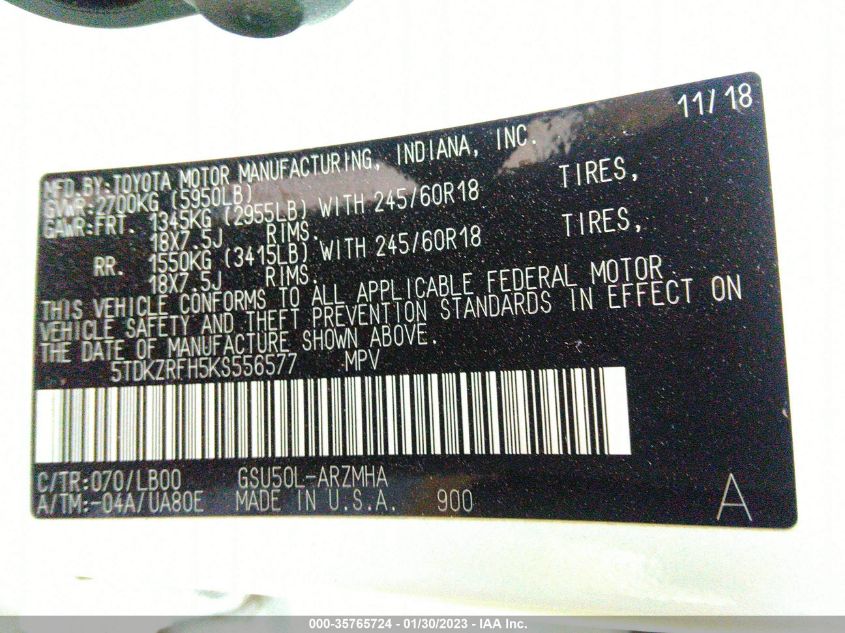 11/18
MFD.BY:TOYOTA MOTOR MANUFACTURING, INDIANA, INC.
GVWR:2700KG (5950LB)
GAWR:FRT. 1345KG (2955LB) WITH 245/60R18 TIRES,
18X7.5J RIMS.
RR. 1550KG (3415LB) WITH 245/60R18 TIRES,
18X7.5J RIMS.
THIS VEHICLE CONFORMS TO ALL APPLICABLE FEDERAL MOTOR
VEHICLE SAFETY AND THEFT PREVENTION STANDARDS IN EFFECT ON
THE DATE OF MANUFACTURE SHOWN ABOVE.
5TDKZRFH5KS556577 MPV
C/TR:070/LB00 GSU50L-ARZMHA
A/TM:-04A/UA80E MADE IN U.S.A. 900 A
000-35765724 - 01/30/2023 - IAA Inc.